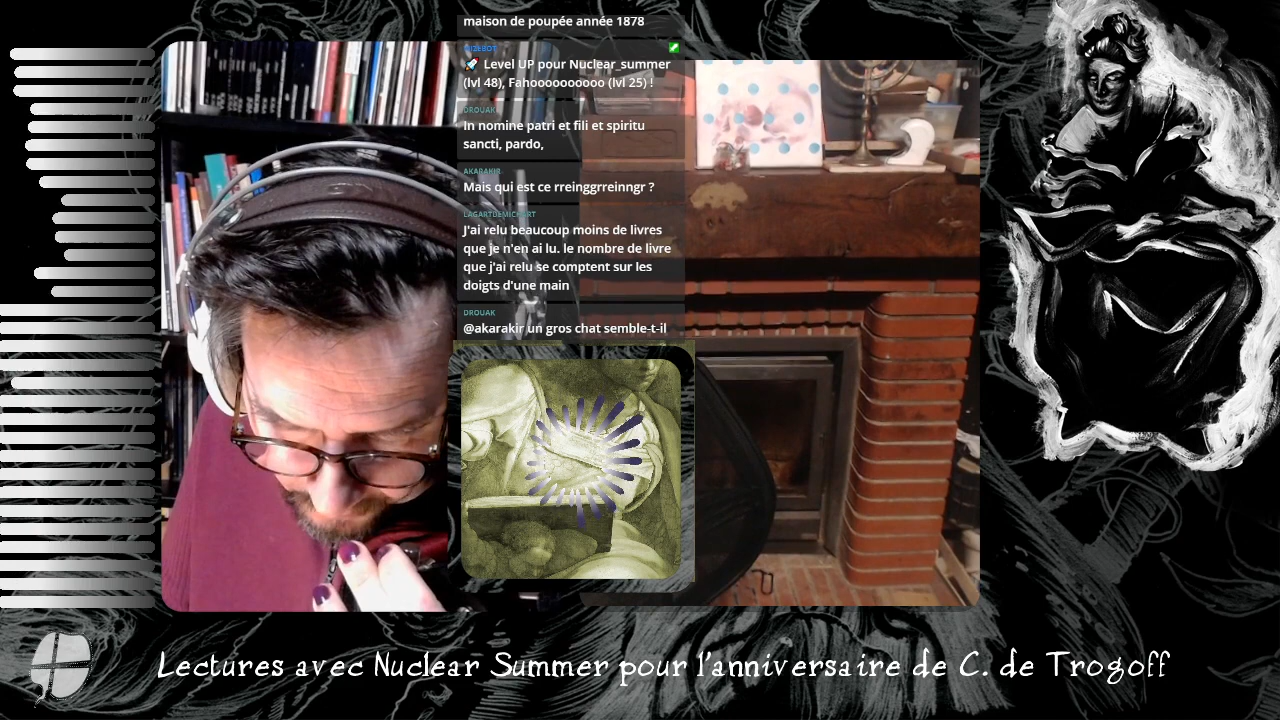 maison de poupée année 1878
WIZEBOT
🚀 Level UP pour Nuclear_summer
(lvl 48), Fahoooooooooo (lvl 25) !
DROUAK
In nomine patri et fili et spiritu
sancti, pardo,
AKARAKIR
Mais qui est ce rreinggrreinngr ?
LAGARTDEMICHORT
J'ai relu beaucoup moins de livres
que je n'en ai lu. le nombre de livre
que j'ai relu se comptent sur les
doigts d'une main
DROUAK
@akarakir un gros chat semble-t-il
Lectures avec Nuclear Summer pour l'anniversaire de C. de Trogoff